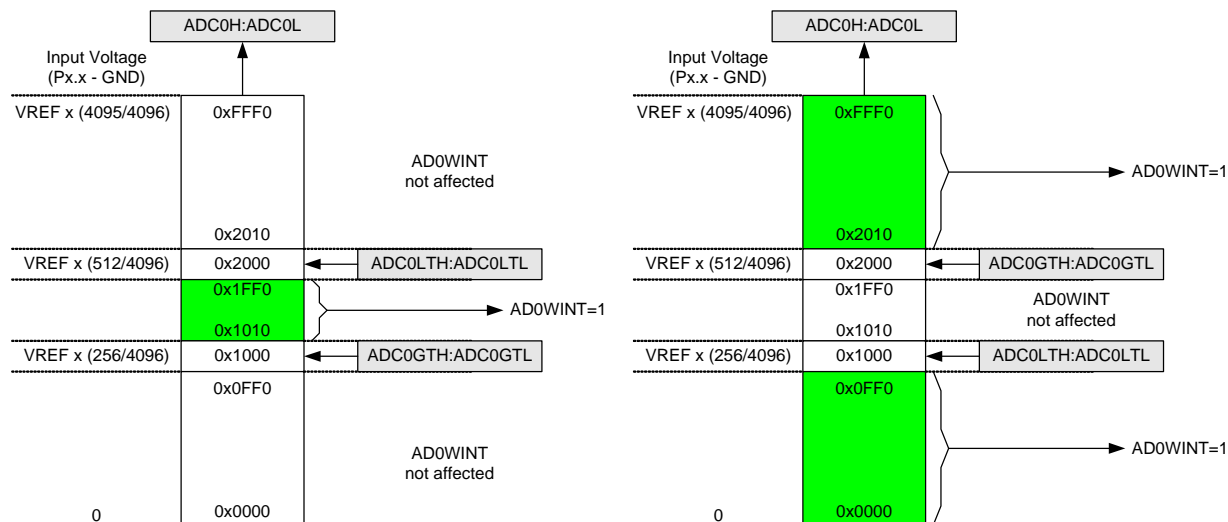 ADC0H:ADC0L
Input Voltage
(Px.x - GND)
VREF x (4095/4096)
0xFFF0
AD0WINT
not affected
0x2010
VREF x (512/4096)
0x2000
ADC0LTH:ADC0LTL
0x1FF0
AD0WINT=1
0x1010
VREF x (256/4096)
0x1000
ADC0GTH:ADC0GTL
0x0FF0
AD0WINT
not affected
0
0x0000
ADC0H:ADC0L
Input Voltage
(Px.x - GND)
VREF x (4095/4096)
0xFFF0
AD0WINT=1
0x2010
VREF x (512/4096)
0x2000
ADC0GTH:ADC0GTL
0x1FF0
AD0WINT
not affected
0x1010
VREF x (256/4096)
0x1000
ADC0LTH:ADC0LTL
0x0FF0
AD0WINT=1
0
0x0000